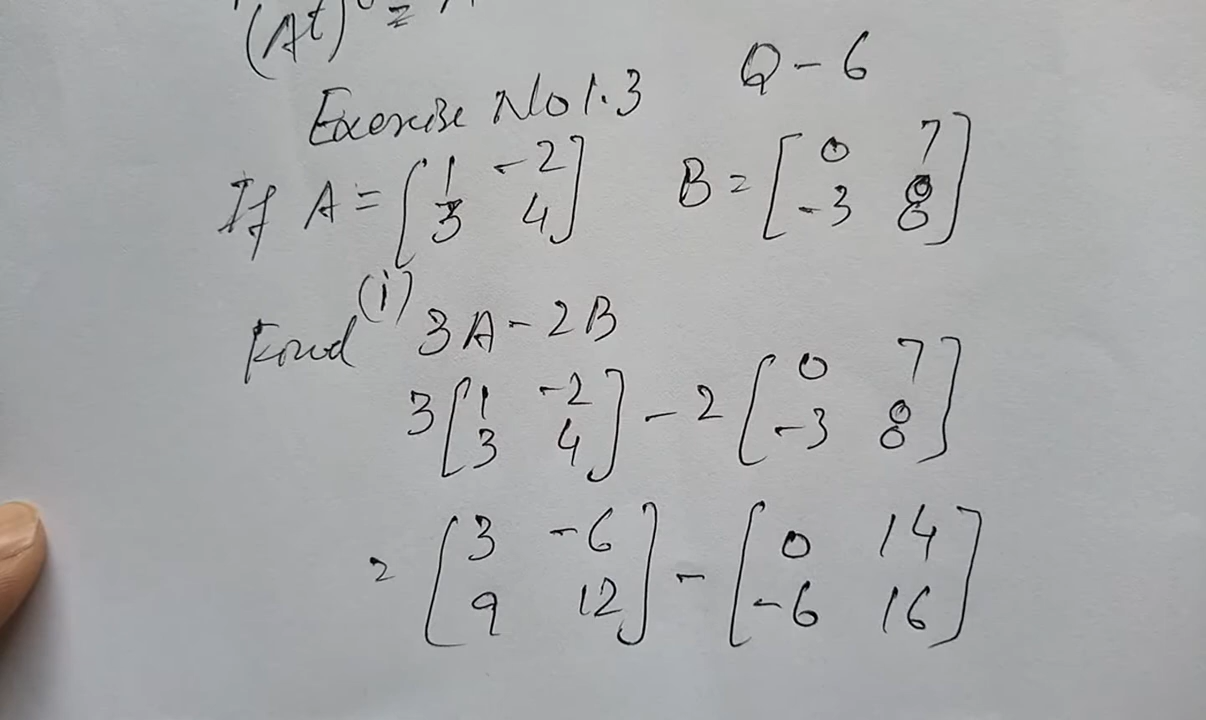 (At)
Exercise No 1.3 Q - 6
If A = [1 -2 B = [0 7
3 4] -3 8]
Find (i) 3A - 2B
3[1 -2 - 2[0 7
3 4] -3 8]
= [3 -6 - [0 14
9 12] -6 16]